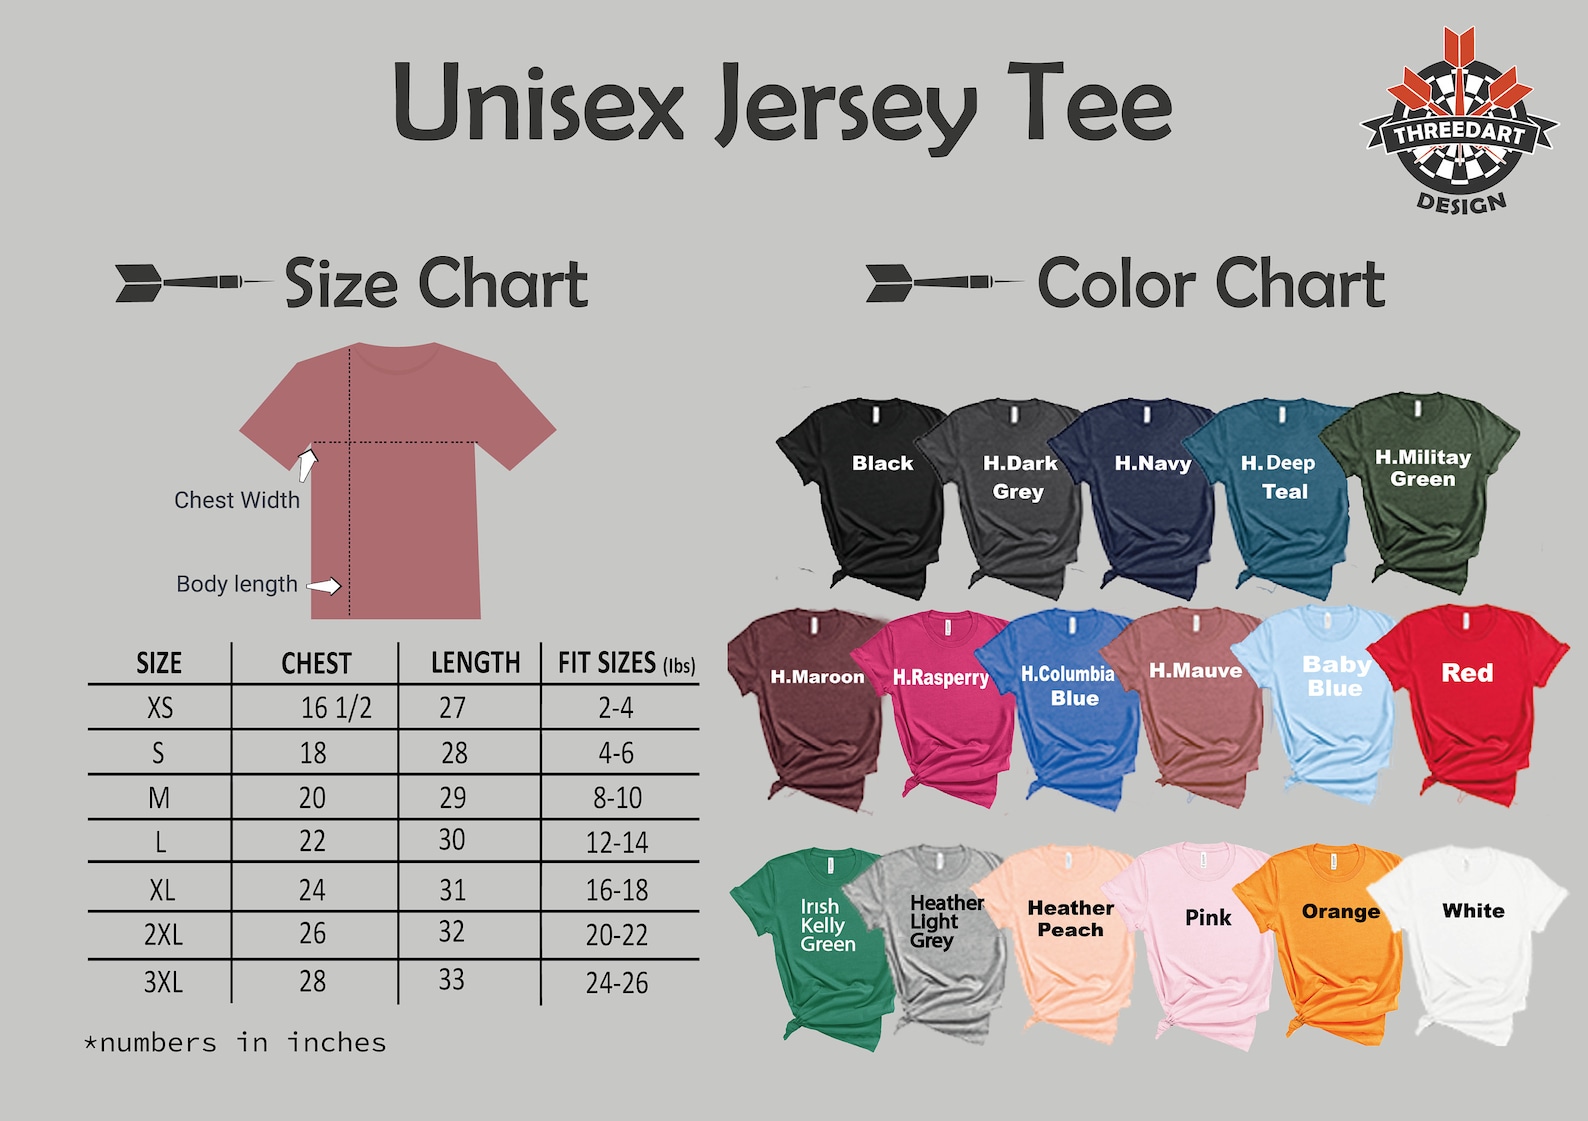 Unisex Jersey Tee
THREEDART
DESIGN
Size Chart
Chest Width
Body length
SIZE CHEST LENGTH FIT SIZES (lbs)
XS 16 1/2 27 2-4
S 18 28 4-6
M 20 29 8-10
L 22 30 12-14
XL 24 31 16-18
2XL 26 32 20-22
3XL 28 33 24-26
*numbers in inches
Color Chart
Black
H.Dark
Grey
H.Navy
H.Deep
Teal
H.Militay
Green
H.Maroon
H.Rasperry
H.Columbia
Blue
H.Mauve
Baby
Blue
Red
Irish
Kelly
Green
Heather
Light
Grey
Heather
Peach
Pink
Orange
White